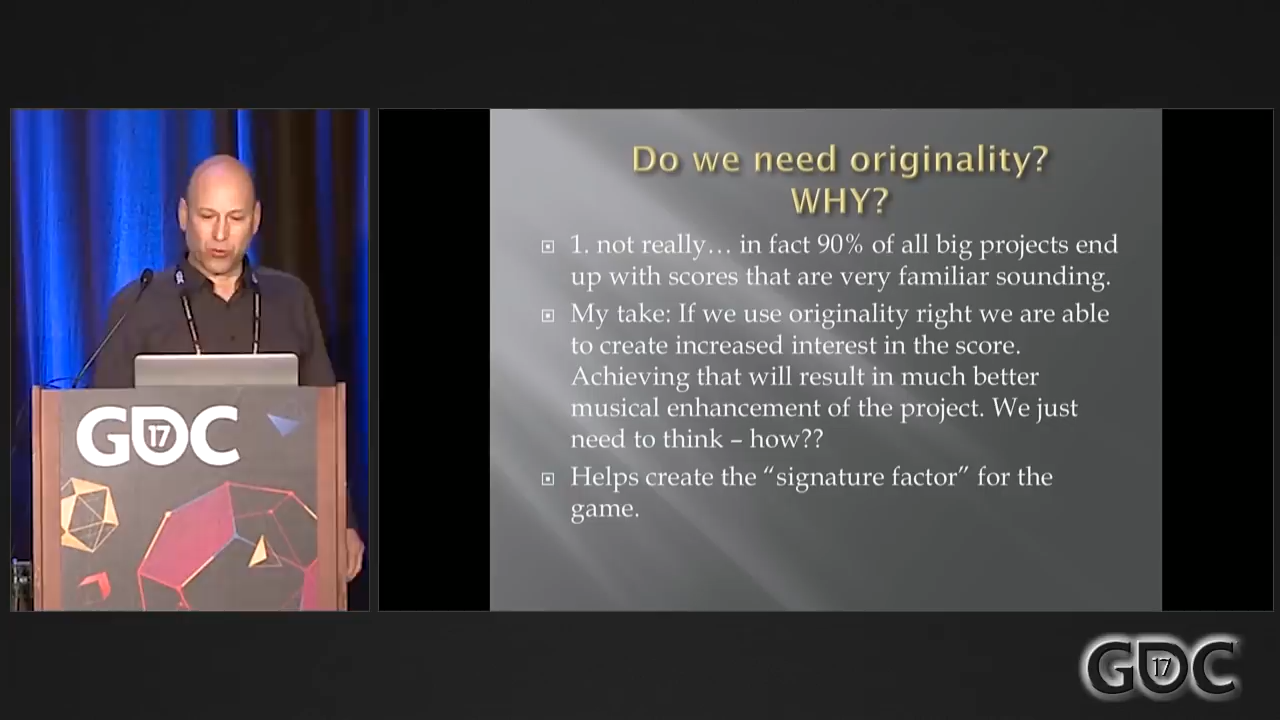 Do we need originality?
WHY?
1. not really… in fact 90% of all big projects end
up with scores that are very familiar sounding.
My take: If we use originality right we are able
to create increased interest in the score.
Achieving that will result in much better
musical enhancement of the project. We just
need to think – how??
Helps create the “signature factor” for the
game.
GDC
17
GDC
17